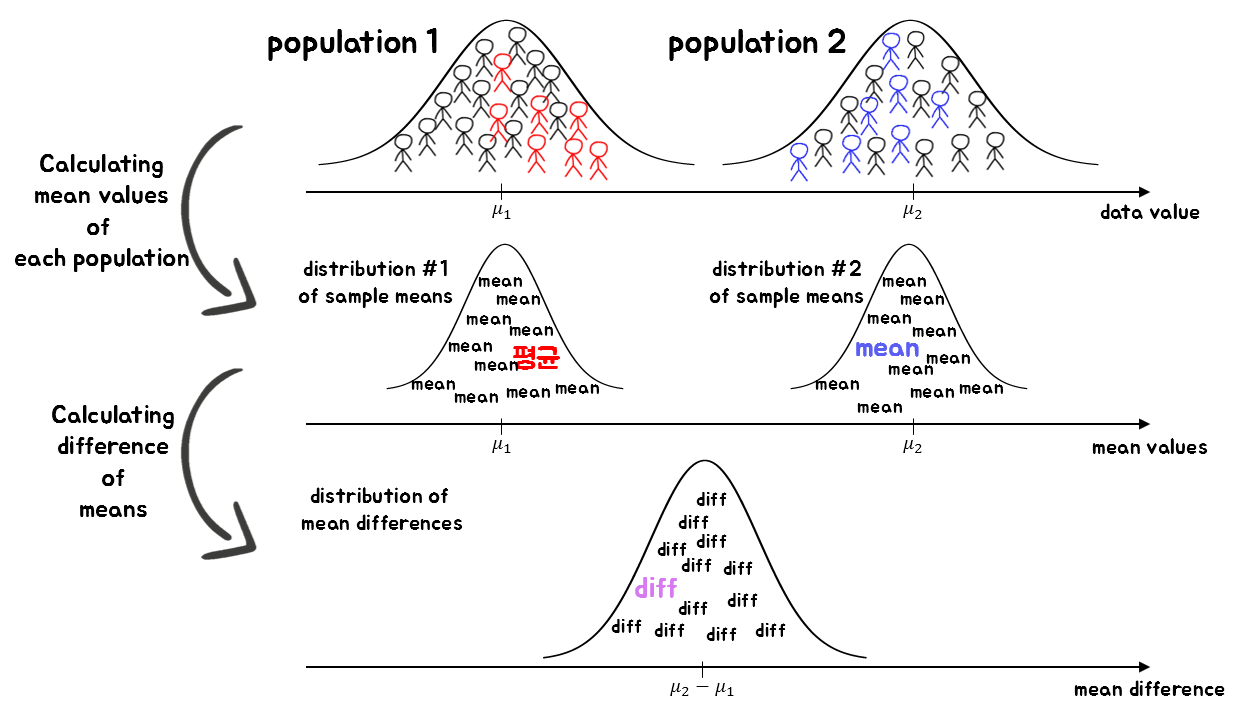 population 1
population 2
μ₁
μ₂
data value
Calculating
mean values
of
each population
distribution #1
of sample means
mean
mean
mean
mean
mean
mean
평균
mean
mean
mean
mean
distribution #2
of sample means
mean
mean
mean
mean
mean
mean
mean
mean
mean
mean
mean
μ₁
μ₂
mean values
Calculating
difference
of
means
distribution of
mean differences
diff
diff
diff
diff
diff
diff
diff
diff
diff
diff
diff
diff
diff
μ₂ − μ₁
mean difference